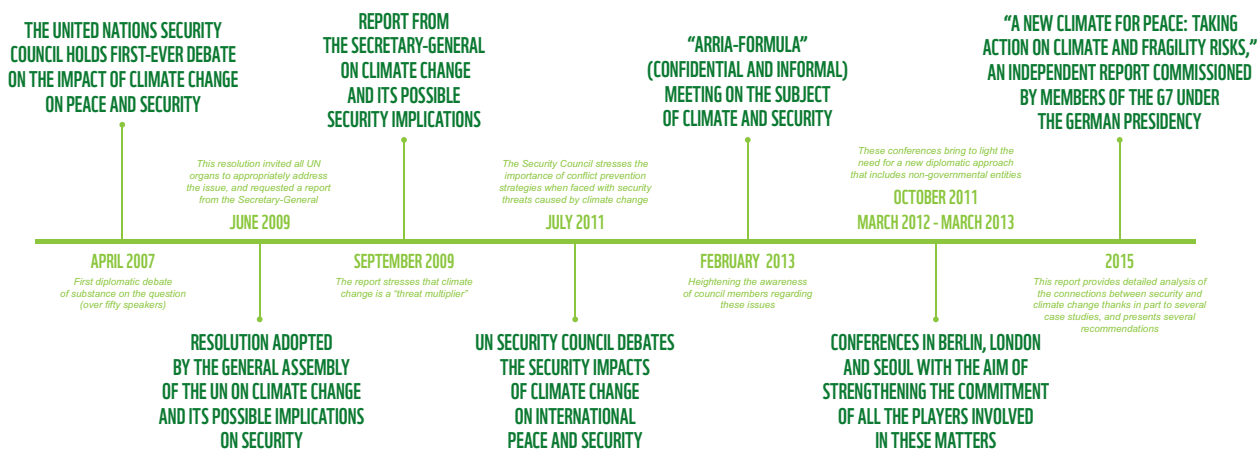 THE UNITED NATIONS SECURITY
COUNCIL HOLDS FIRST-EVER DEBATE
ON THE IMPACT OF CLIMATE CHANGE
ON PEACE AND SECURITY
APRIL 2007
First diplomatic debate
of substance on the question
(over fifty speakers)
This resolution invited all UN
organs to appropriately address
the issue, and requested a report
from the Secretary-General
JUNE 2009
RESOLUTION ADOPTED
BY THE GENERAL ASSEMBLY
OF THE UN ON CLIMATE CHANGE
AND ITS POSSIBLE IMPLICATIONS
ON SECURITY
REPORT FROM
THE SECRETARY-GENERAL
ON CLIMATE CHANGE
AND ITS POSSIBLE
SECURITY IMPLICATIONS
SEPTEMBER 2009
The report stresses that climate
change is a “threat multiplier”
The Security Council stresses the
importance of conflict prevention
strategies when faced with security
threats caused by climate change
JULY 2011
UN SECURITY COUNCIL DEBATES
THE SECURITY IMPACTS
OF CLIMATE CHANGE
ON INTERNATIONAL
PEACE AND SECURITY
“ARRIA-FORMULA”
(CONFIDENTIAL AND INFORMAL)
MEETING ON THE SUBJECT
OF CLIMATE AND SECURITY
FEBRUARY 2013
Heightening the awareness
of council members regarding
these issues
These conferences bring to light the
need for a new diplomatic approach
that includes non-governmental entities
OCTOBER 2011
MARCH 2012 - MARCH 2013
CONFERENCES IN BERLIN, LONDON
AND SEOUL WITH THE AIM OF
STRENGTHENING THE COMMITMENT
OF ALL THE PLAYERS INVOLVED
IN THESE MATTERS
“A NEW CLIMATE FOR PEACE: TAKING
ACTION ON CLIMATE AND FRAGILITY RISKS,”
AN INDEPENDENT REPORT COMMISSIONED
BY MEMBERS OF THE G7 UNDER
THE GERMAN PRESIDENCY
2015
This report provides detailed analysis of
the connections between security and
climate change thanks in part to several
case studies, and presents several
recommendations